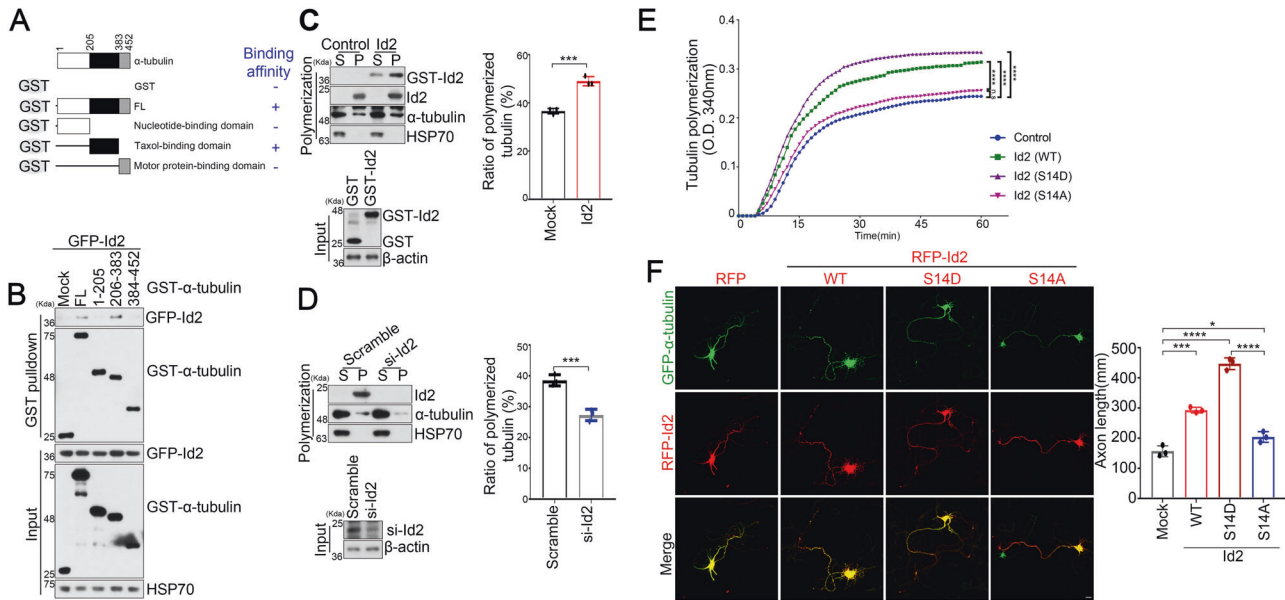 A
1
205
383
452
α-tubulin
Binding
affinity
GST
GST
-
GST
FL
+
GST
Nucleotide-binding domain
-
GST
Taxol-binding domain
+
GST
Motor protein-binding domain
-
B
GFP-Id2
Mock
FL
1-205
206-383
384-452
GST-α-tubulin
(Kda)
GST pulldown
36
GFP-Id2
75
48
36
25
GST-α-tubulin
Input
36
GFP-Id2
75
48
36
25
GST-α-tubulin
75
HSP70
C
Control
Id2
S P S P
(Kda)
Polymerization
36
GST-Id2
25
Id2
48
α-tubulin
63
HSP70
GST
GST-Id2
(Kda)
Input
48
GST-Id2
25
GST
36
β-actin
Ratio of polymerized
tubulin (%)
60
40
20
0
***
Mock
Id2
D
Scramble
si-Id2
S P S P
(Kda)
Polymerization
25
Id2
48
α-tubulin
63
HSP70
Scramble
si-Id2
(Kda)
Input
25
si-Id2
36
β-actin
Ratio of polymerized
tubulin (%)
50
40
30
20
10
0
***
Scramble
si-Id2
E
Tubulin polymerization
(O.D. 340nm)
0.4
0.3
0.2
0.1
0.0
15
30
45
60
Time(min)
n.s
****
****
****
Control
Id2 (WT)
Id2 (S14D)
Id2 (S14A)
F
RFP-Id2
RFP
WT
S14D
S14A
GFP-α-tubulin
RFP-Id2
Merge
Axon length(mm)
500
400
300
200
100
0
*
****
***
****
Mock
WT
S14D
S14A
Id2